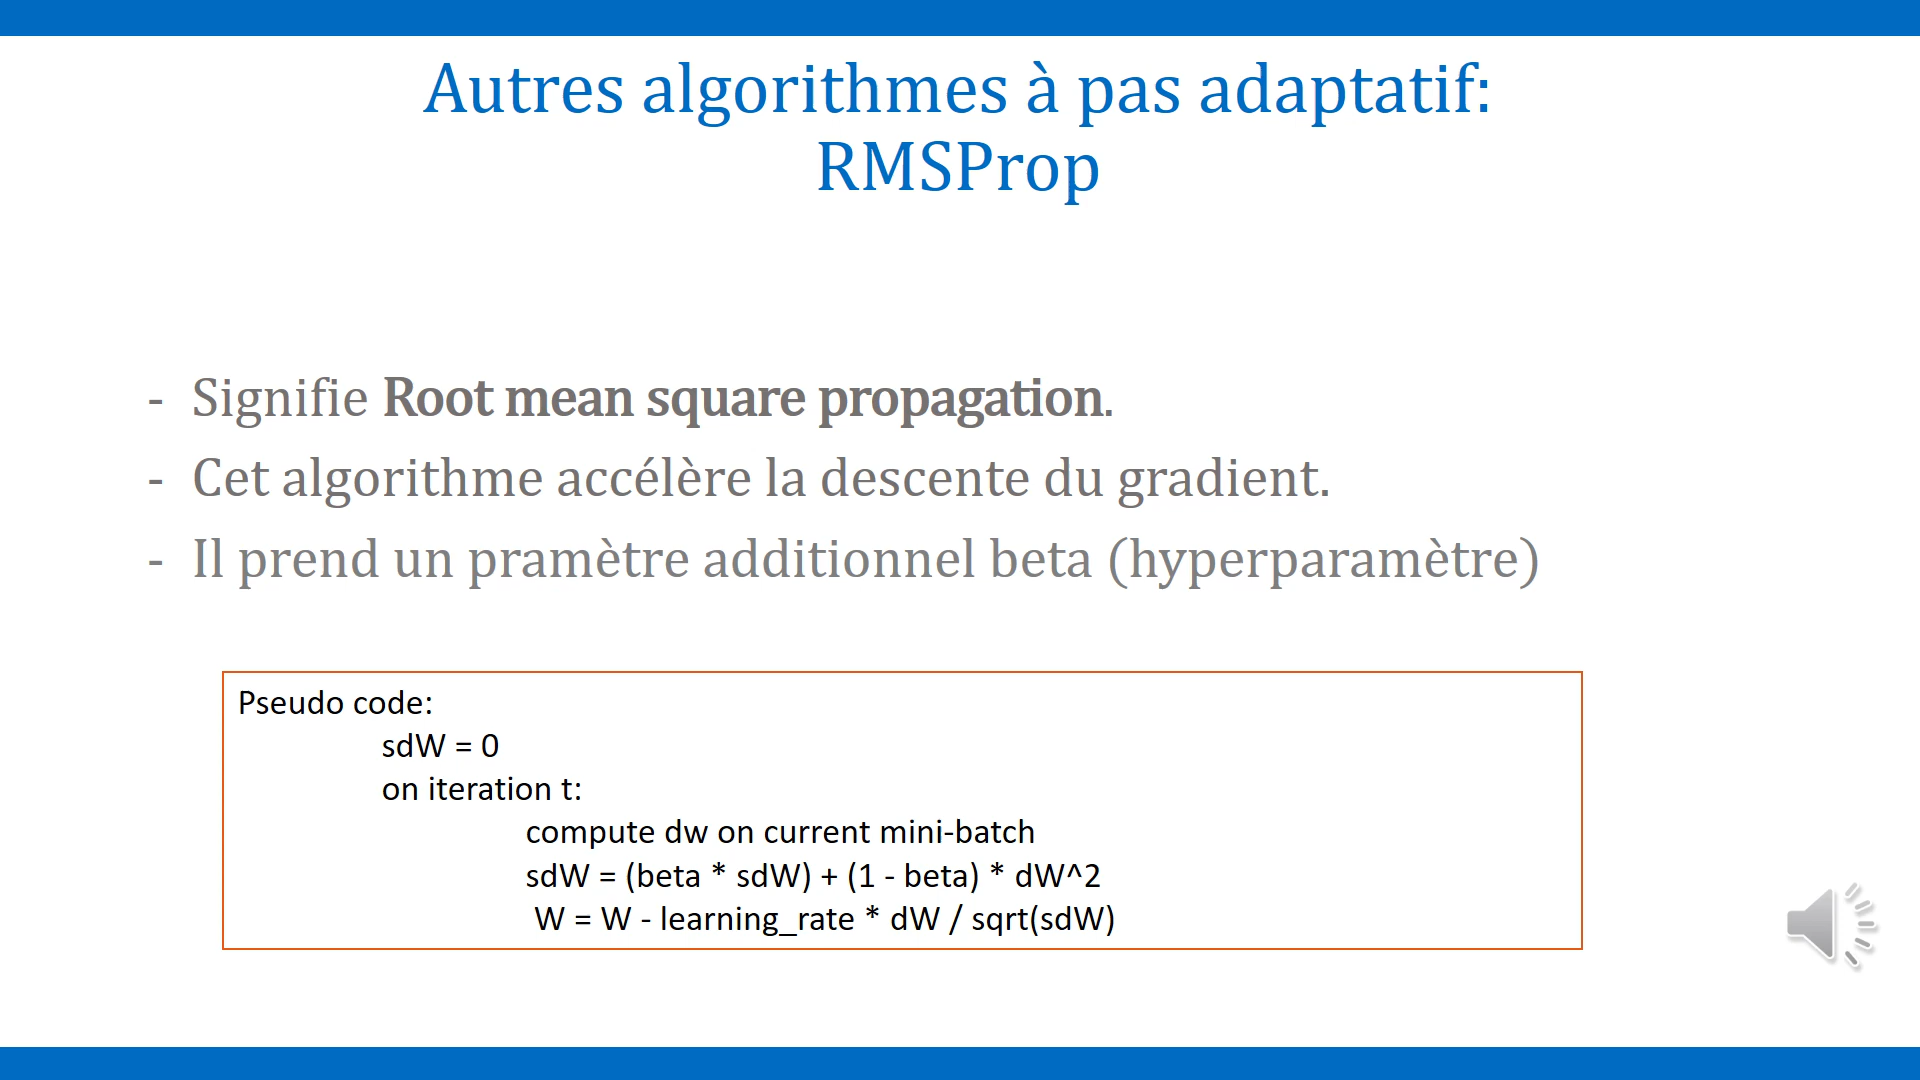 Autres algorithmes à pas adaptatif:
RMSProp
- Signifie Root mean square propagation.
- Cet algorithme accélère la descente du gradient.
- Il prend un pramètre additionnel beta (hyperparamètre)
Pseudo code:
sdW = 0
on iteration t:
compute dw on current mini-batch
sdW = (beta * sdW) + (1 - beta) * dW^2
W = W - learning_rate * dW / sqrt(sdW)